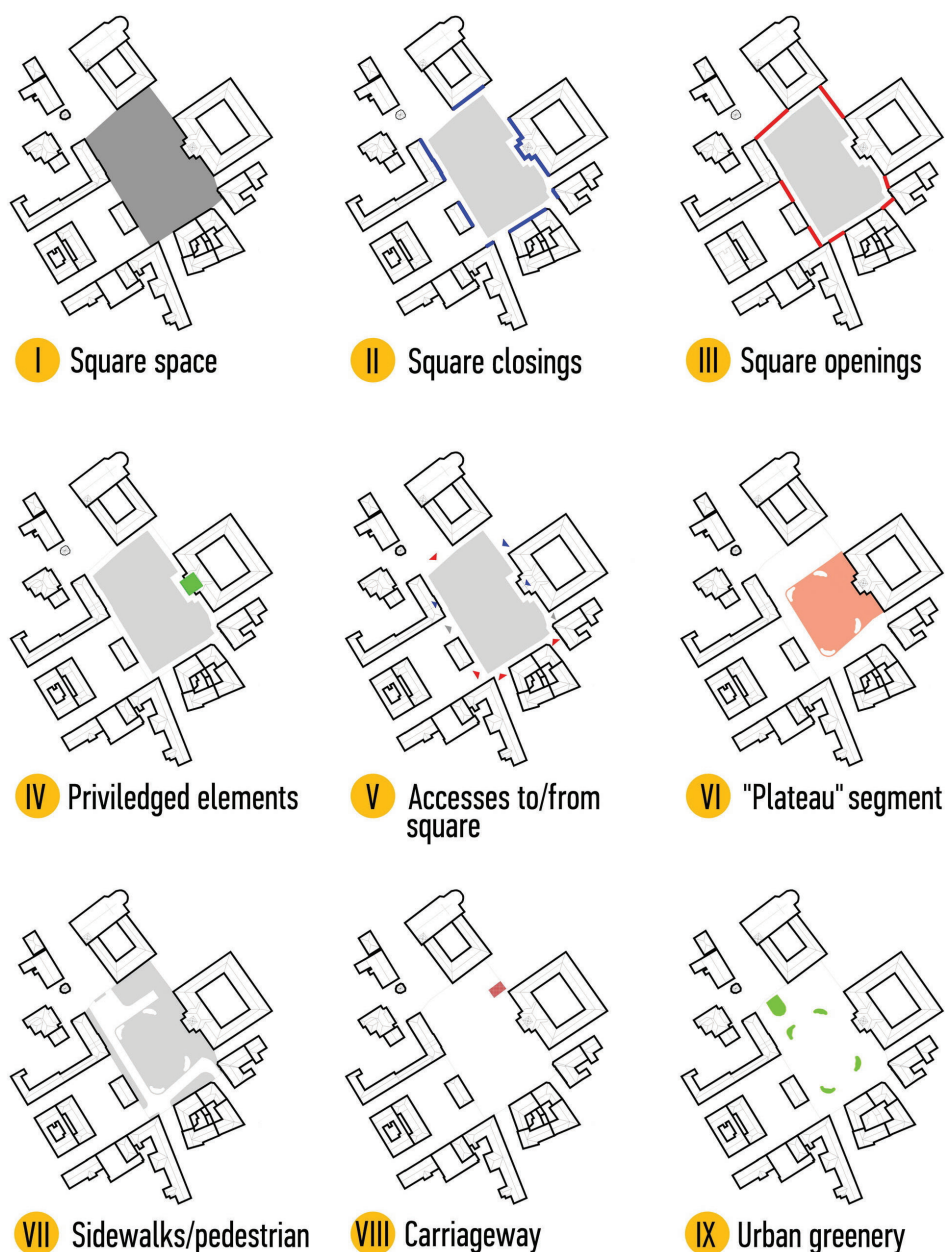 I Square space
II Square closings
III Square openings
IV Priviledged elements
V Accesses to/from
square
VI "Plateau" segment
VII Sidewalks/pedestrian
VIII Carriageway
IX Urban greenery